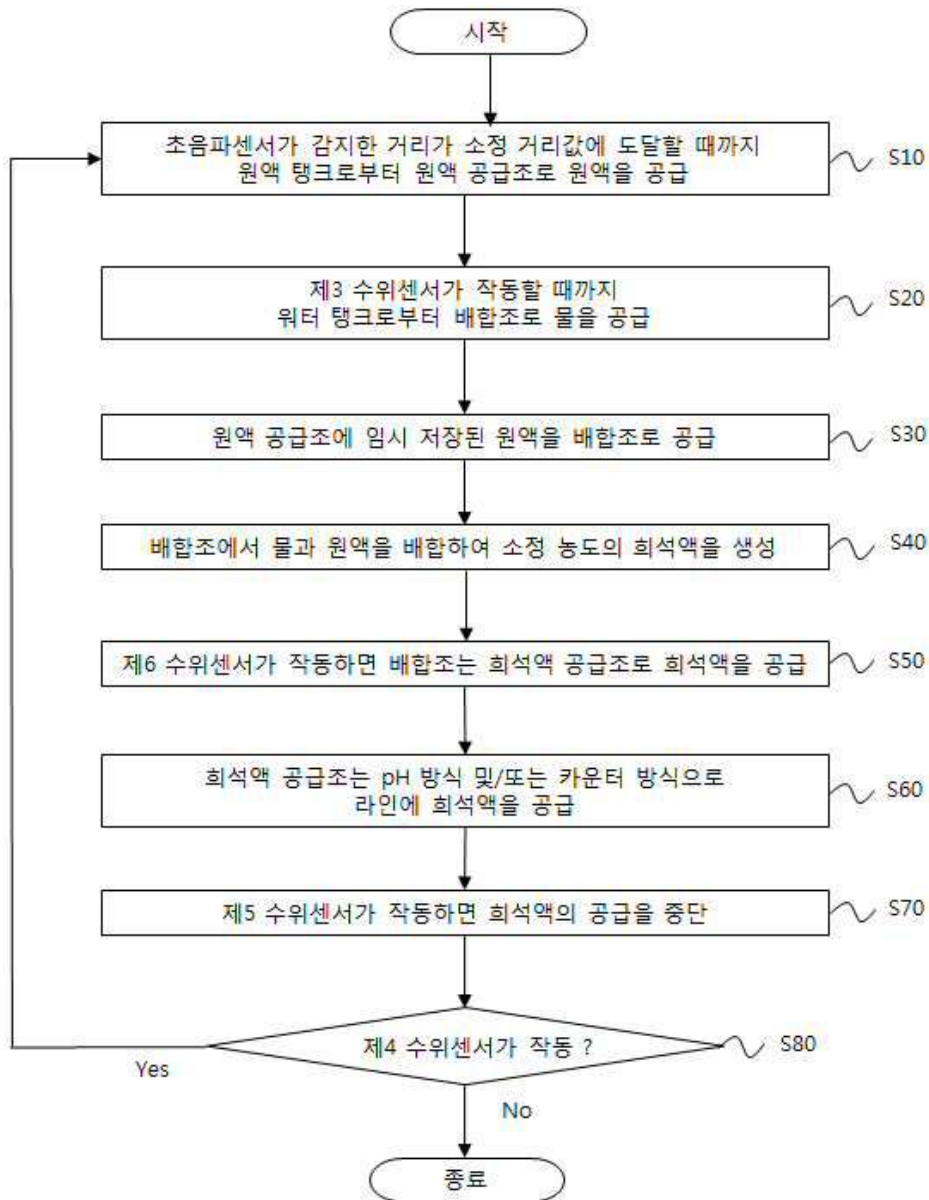 시작
초음파센서가 감지한 거리가 소정 거리값에 도달할 때까지
원액 탱크로부터 원액 공급조로 원액을 공급
S10
제3 수위센서가 작동할 때까지
워터 탱크로부터 배합조로 물을 공급
S20
원액 공급조에 임시 저장된 원액을 배합조로 공급
S30
배합조에서 물과 원액을 배합하여 소정 농도의 희석액을 생성
S40
제6 수위센서가 작동하면 배합조는 희석액 공급조로 희석액을 공급
S50
희석액 공급조는 pH 방식 및/또는 카운터 방식으로
라인에 희석액을 공급
S60
제5 수위센서가 작동하면 희석액의 공급을 중단
S70
제4 수위센서가 작동 ?
S80
Yes
No
종료